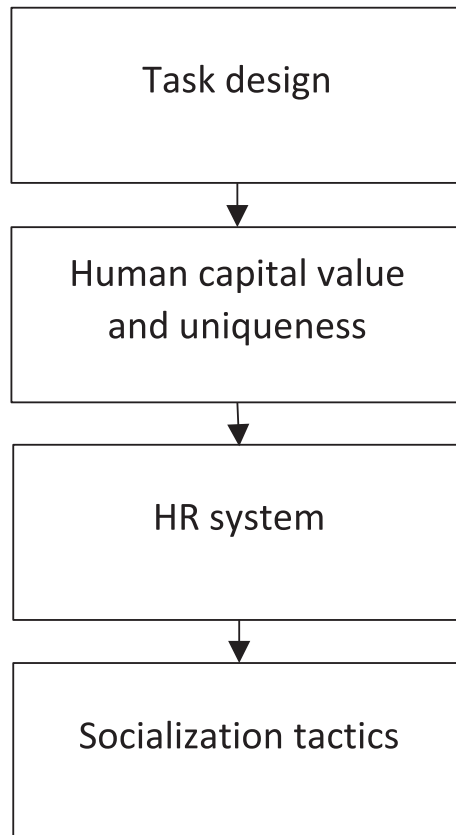 Task design
Human capital value
and uniqueness
HR system
Socialization tactics